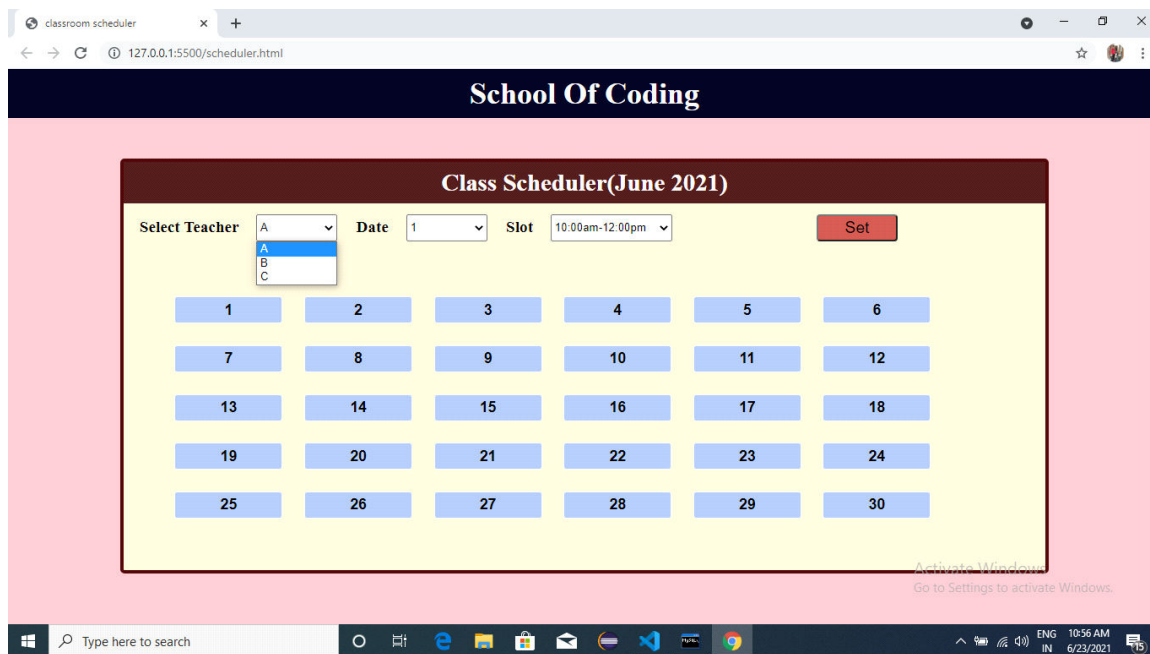 classroom scheduler
127.0.0.1:5500/scheduler.html
School Of Coding
Class Scheduler(June 2021)
Select Teacher A Date 1 Slot 10:00am-12:00pm Set
A
B
C
1 2 3 4 5 6
7 8 9 10 11 12
13 14 15 16 17 18
19 20 21 22 23 24
25 26 27 28 29 30
Activate Windows
Go to Settings to activate Windows.
Type here to search
ENG 10:56 AM
IN 6/23/2021 15